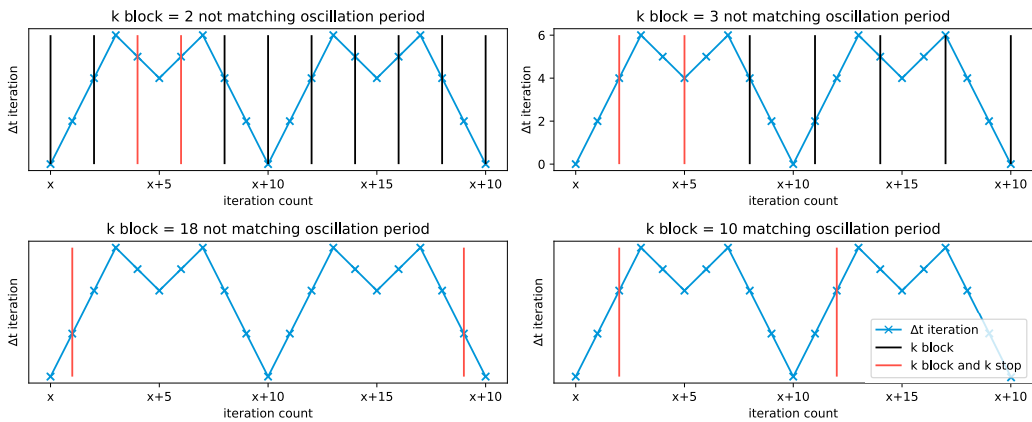 k block = 2 not matching oscillation period
Δt iteration
x x+5 x+10 x+15 x+10
iteration count
k block = 3 not matching oscillation period
Δt iteration
6
4
2
0
x x+5 x+10 x+15 x+10
iteration count
k block = 18 not matching oscillation period
Δt iteration
x x+5 x+10 x+15 x+10
iteration count
k block = 10 matching oscillation period
Δt iteration
Δt iteration
k block
k block and k stop
x x+5 x+10 x+15 x+10
iteration count